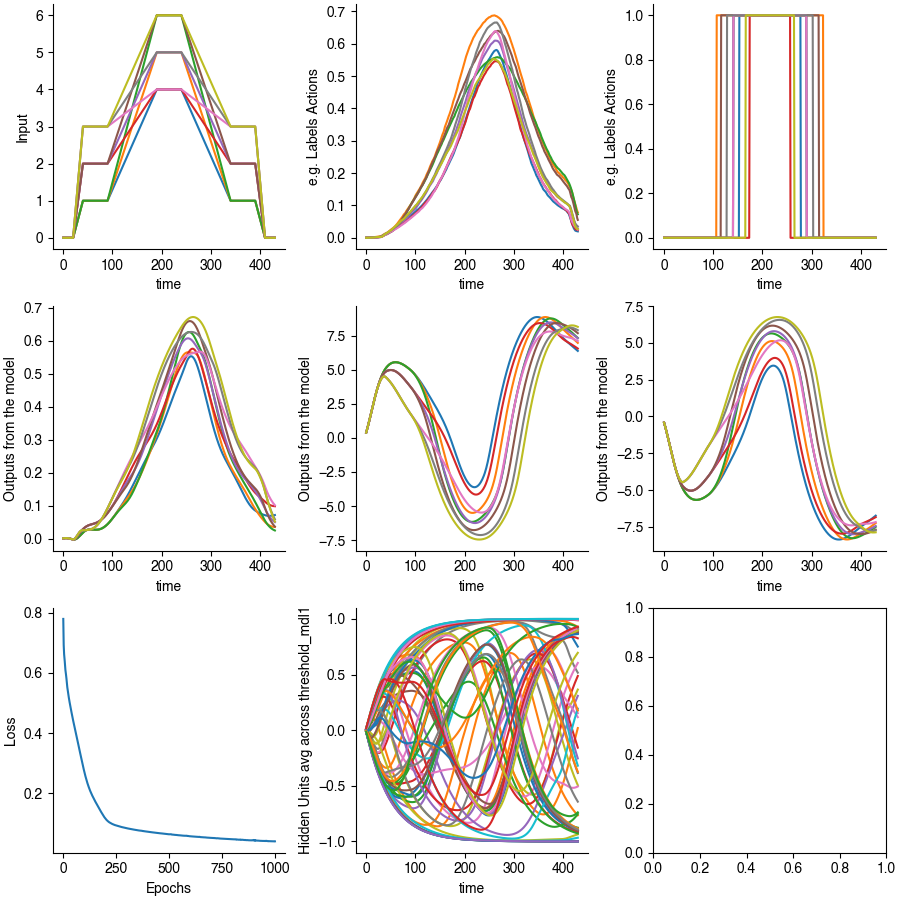 6
5
4
3
2
1
0
Input
0 100 200 300 400
time
0.7
0.6
0.5
0.4
0.3
0.2
0.1
0.0
e.g. Labels Actions
0 100 200 300 400
time
1.0
0.8
0.6
0.4
0.2
0.0
e.g. Labels Actions
0 100 200 300 400
time
0.7
0.6
0.5
0.4
0.3
0.2
0.1
0.0
Outputs from the model
0 100 200 300 400
time
7.5
5.0
2.5
0.0
−2.5
−5.0
−7.5
Outputs from the model
0 100 200 300 400
time
7.5
5.0
2.5
0.0
−2.5
−5.0
−7.5
Outputs from the model
0 100 200 300 400
time
0.8
0.6
0.4
0.2
Loss
0 250 500 750 1000
Epochs
1.0
0.5
0.0
−0.5
−1.0
Hidden Units avg across threshold_mdl1
0 100 200 300 400
time
1.0
0.8
0.6
0.4
0.2
0.0
0.0 0.2 0.4 0.6 0.8 1.0